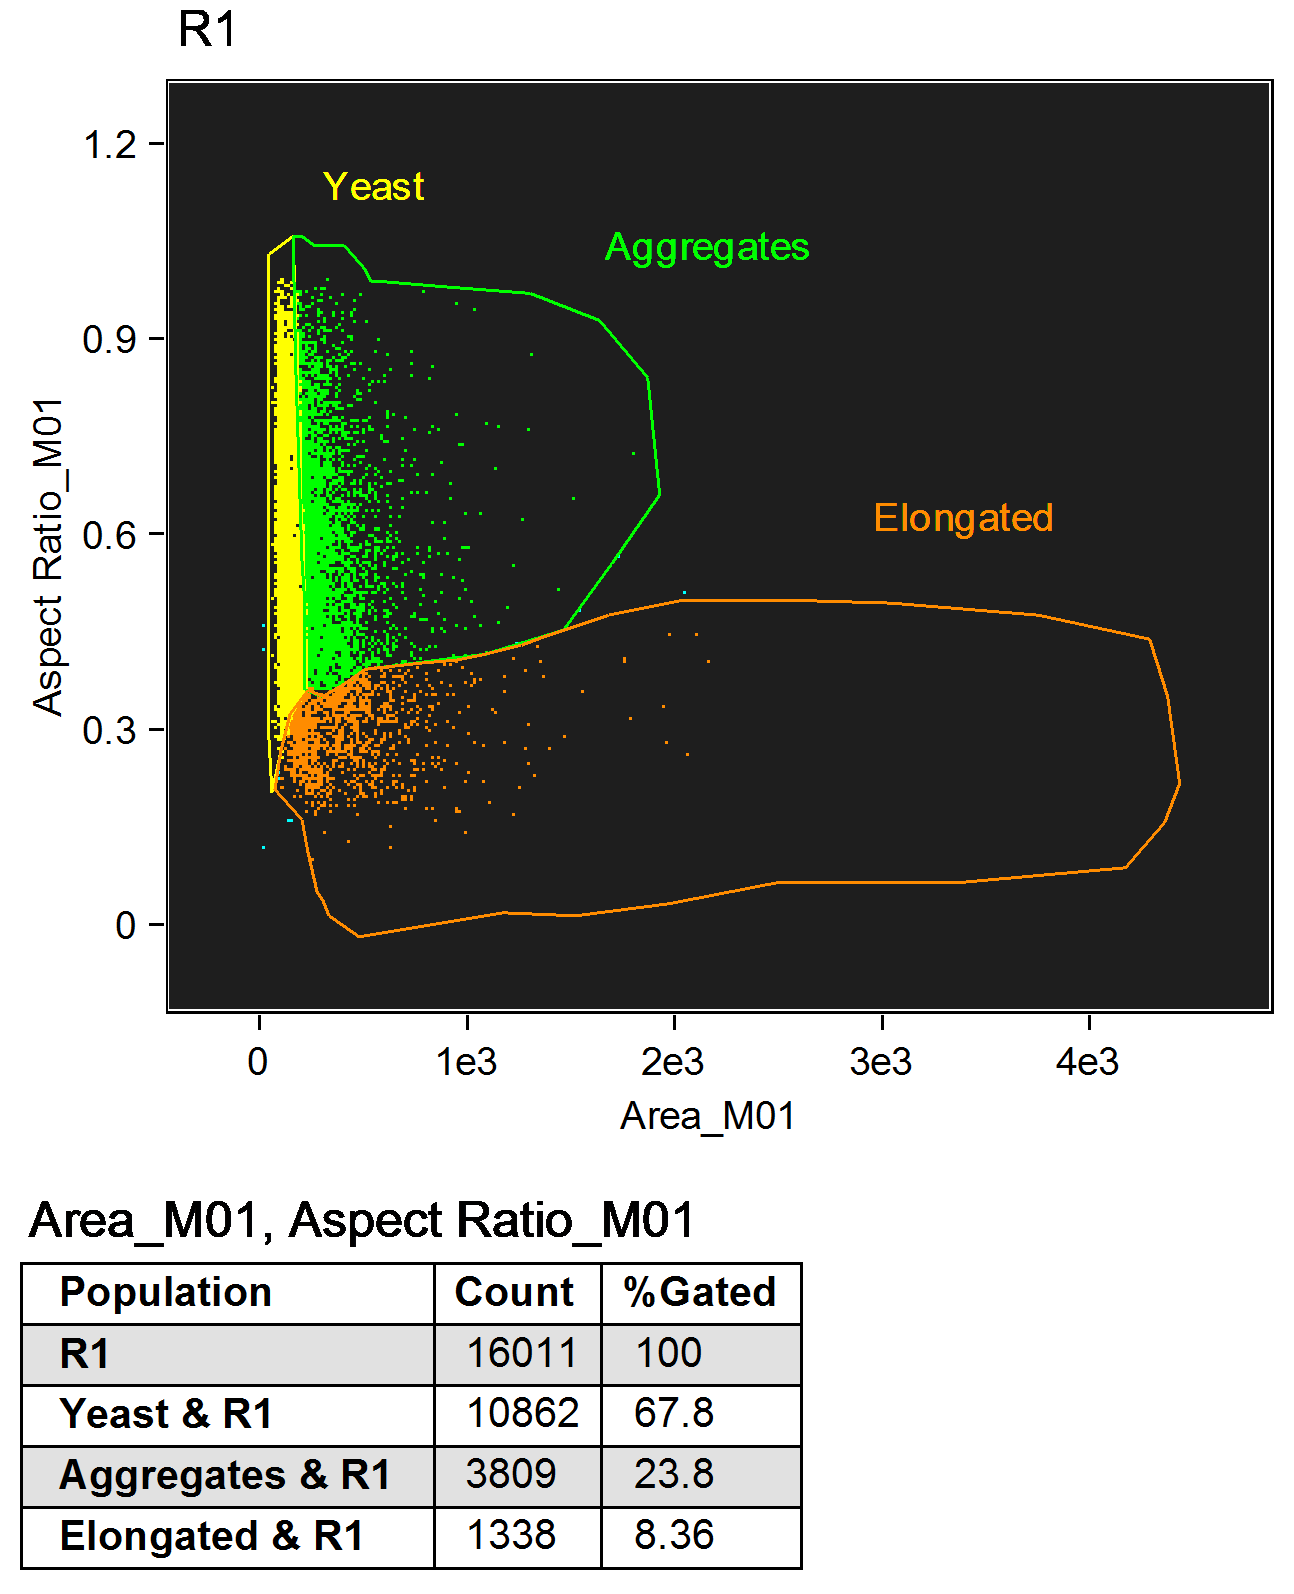 R1
1.2
Yeast
Aggregates
0.9
Elongated
0.6
0.3
0
Aspect Ratio_M01
0 1e3 2e3 3e3 4e3
Area_M01
Area_M01, Aspect Ratio_M01
Population Count %Gated
R1 16011 100
Yeast & R1 10862 67.8
Aggregates & R1 3809 23.8
Elongated & R1 1338 8.36